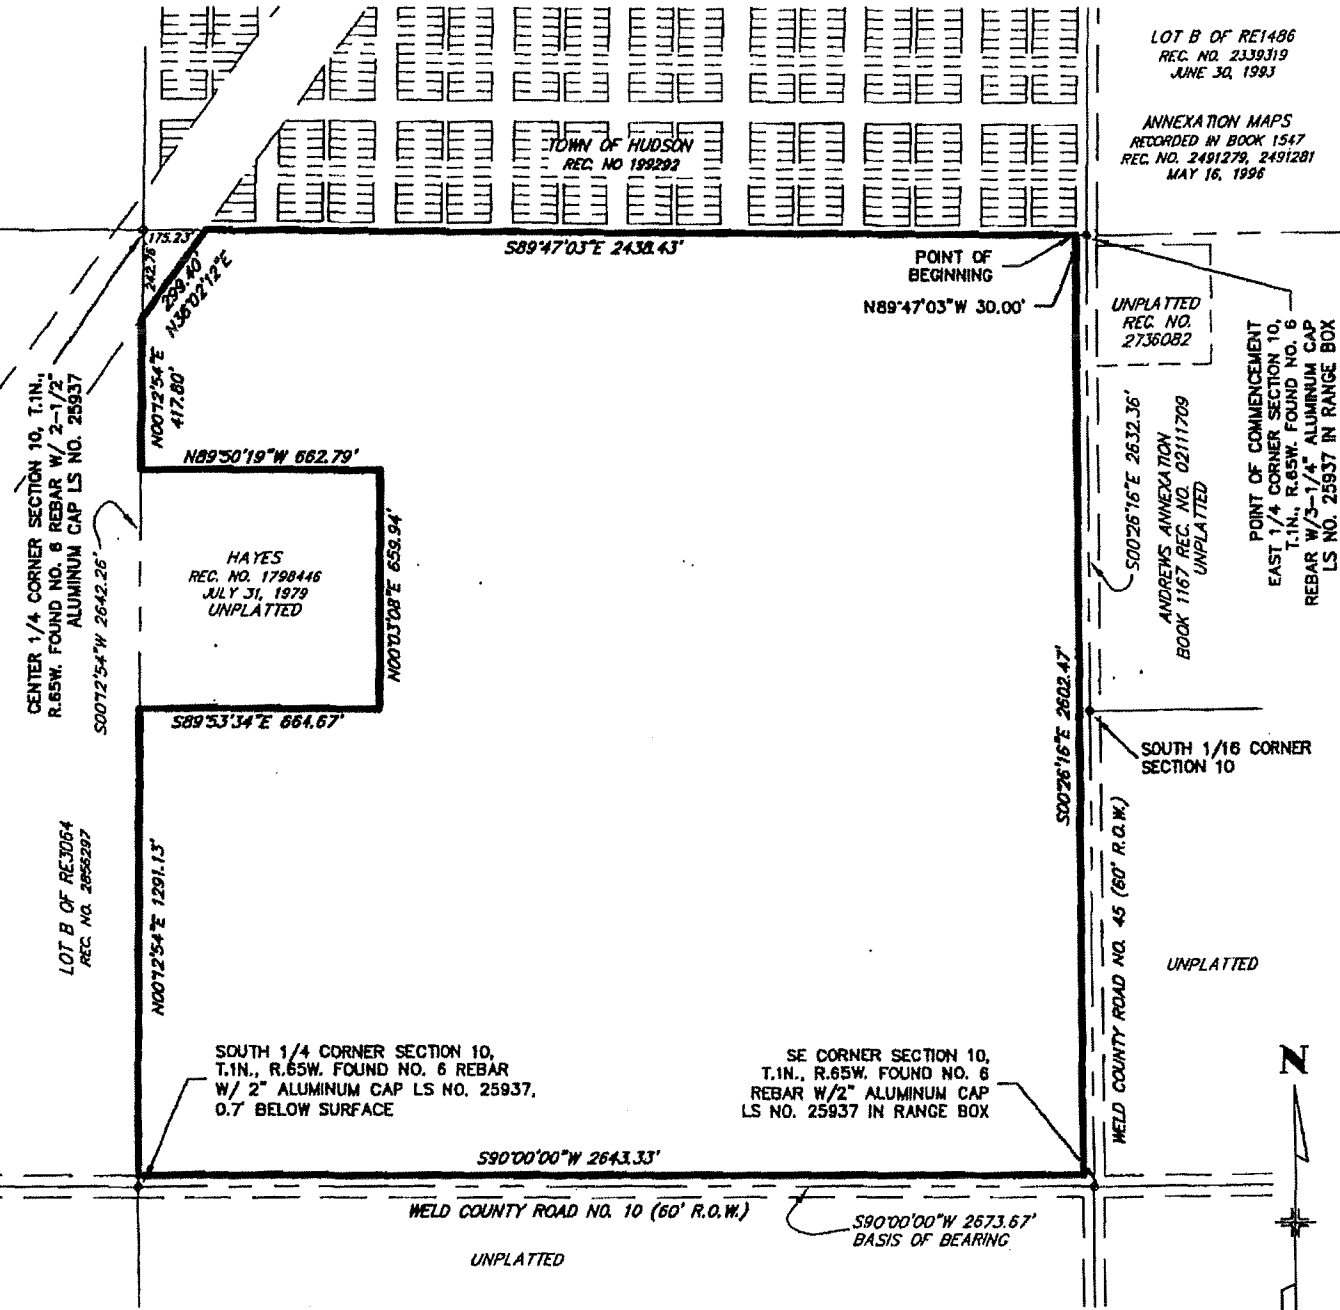 LOT B OF RE1486
REC. NO. 2339319
JUNE 30, 1993
ANNEXATION MAPS
RECORDED IN BOOK 1547
REC. NO. 2491279, 2491281
MAY 16, 1996
TOWN OF HUDSON
REC. NO 199292
175.23'
242.76'
299.40'
N36°02'12"E
S89°47'03"E 2438.43'
POINT OF
BEGINNING
N89°47'03"W 30.00'
UNPLATTED
REC. NO.
2736082
POINT OF COMMENCEMENT
EAST 1/4 CORNER SECTION 10,
T.1N., R.65W. FOUND NO. 6
REBAR W/3-1/4" ALUMINUM CAP
LS NO. 25937 IN RANGE BOX
N00°12'54"E
417.80'
CENTER 1/4 CORNER SECTION 10, T.1N.,
R.65W. FOUND NO. 6 REBAR W/ 2-1/2"
ALUMINUM CAP LS NO. 25937
S00°12'54"W 2642.26'
N89°50'19"W 662.79'
HAYES
REC. NO. 1798446
JULY 31, 1979
UNPLATTED
N00°03'08"E 659.94'
S89°53'34"E 664.67'
S00°26'16"E 2632.36'
ANDREWS ANNEXATION
BOOK 1167 REC. NO. 02111709
UNPLATTED
S00°26'16"E 2602.47'
SOUTH 1/16 CORNER
SECTION 10
LOT B OF RE3064
REC. NO. 2856297
N00°12'54"E 1291.13'
WELD COUNTY ROAD NO. 45 (60' R.O.W.)
UNPLATTED
SOUTH 1/4 CORNER SECTION 10,
T.1N., R.65W. FOUND NO. 6 REBAR
W/ 2" ALUMINUM CAP LS NO. 25937,
0.7' BELOW SURFACE
SE CORNER SECTION 10,
T.1N., R.65W. FOUND NO. 6
REBAR W/2" ALUMINUM CAP
LS NO. 25937 IN RANGE BOX
N
S90°00'00"W 2643.33'
WELD COUNTY ROAD NO. 10 (60' R.O.W.)
S90°00'00"W 2673.67'
BASIS OF BEARING
UNPLATTED